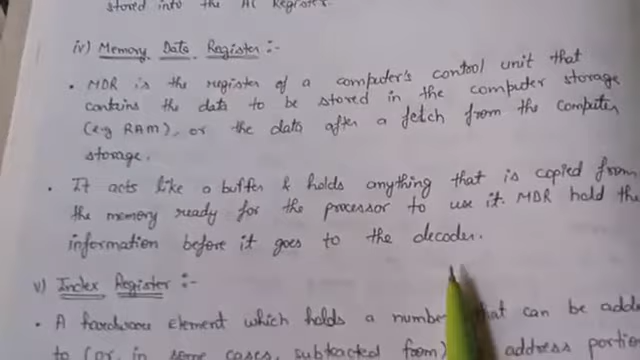 stored into the AC Register.
iv) Memory Data Register :-
• MDR is the register of a computer's control unit that
contains the data to be stored in the computer storage
(e.g RAM), or the data after a fetch from the computer
storage.
• It acts like a buffer & holds anything that is copied from
the memory ready for the processor to use it. MDR hold the
information before it goes to the decoder.
v) Index Register :-
• A hardware element which holds a number that can be
to (or, in some cases, subtracted from) address